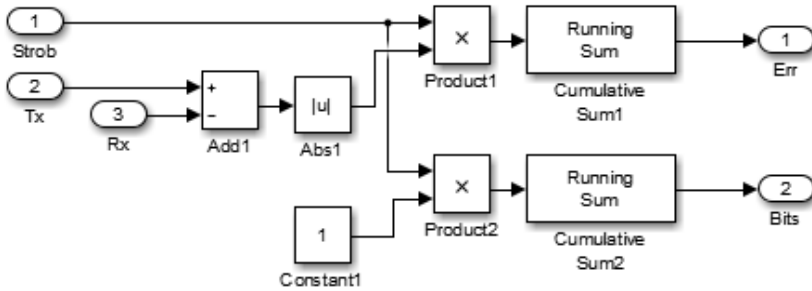 1
Strob
2
Tx
3
Rx
+
−
Add1
|u|
Abs1
×
Product1
Running
Sum
Cumulative
Sum1
1
Err
1
Constant1
×
Product2
Running
Sum
Cumulative
Sum2
2
Bits